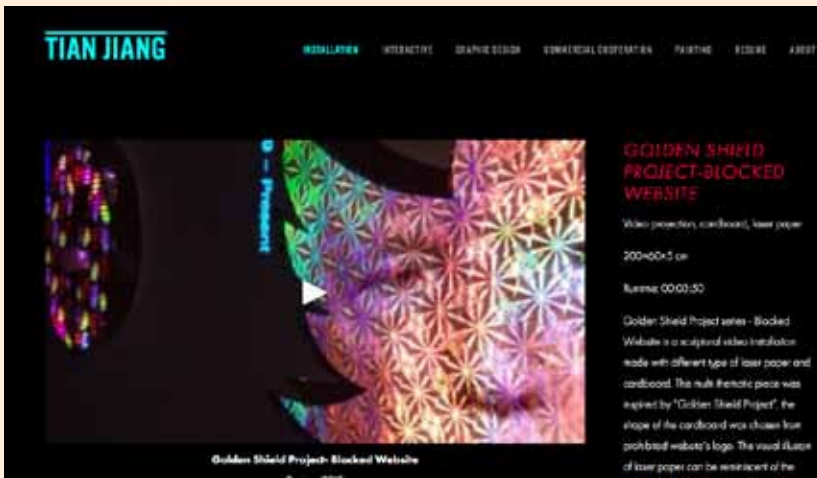 TIAN JIANG
INSTALLATION INTERACTIVE GRAPHIC DESIGN COMMERCIAL COOPERATION PAINTING RESUME ABOUT
– Present
GOLDEN SHIELD
PROJECT-BLOCKED
WEBSITE
Video projection, cardboard, laser paper
200×60×5 cm
Runtime: 00:03:50
Golden Shield Project series - Blocked
Website is a sculptural video installation
made with different type of laser paper and
cardboard. The multi thematic piece was
inspired by "Golden Shield Project", the
shape of the cardboard was chosen from
prohibited website's logo. The visual illusion
of laser paper can be reminiscent of the
Golden Shield Project- Blocked Website